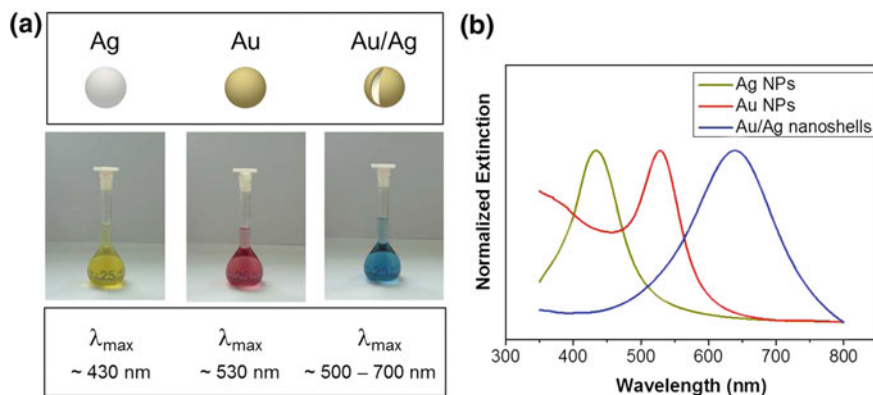 (a)
Ag Au Au/Ag
λmax λmax λmax
~ 430 nm ~ 530 nm ~ 500 – 700 nm
(b)
Normalized Extinction
Ag NPs
Au NPs
Au/Ag nanoshells
300 400 500 600 700 800
Wavelength (nm)